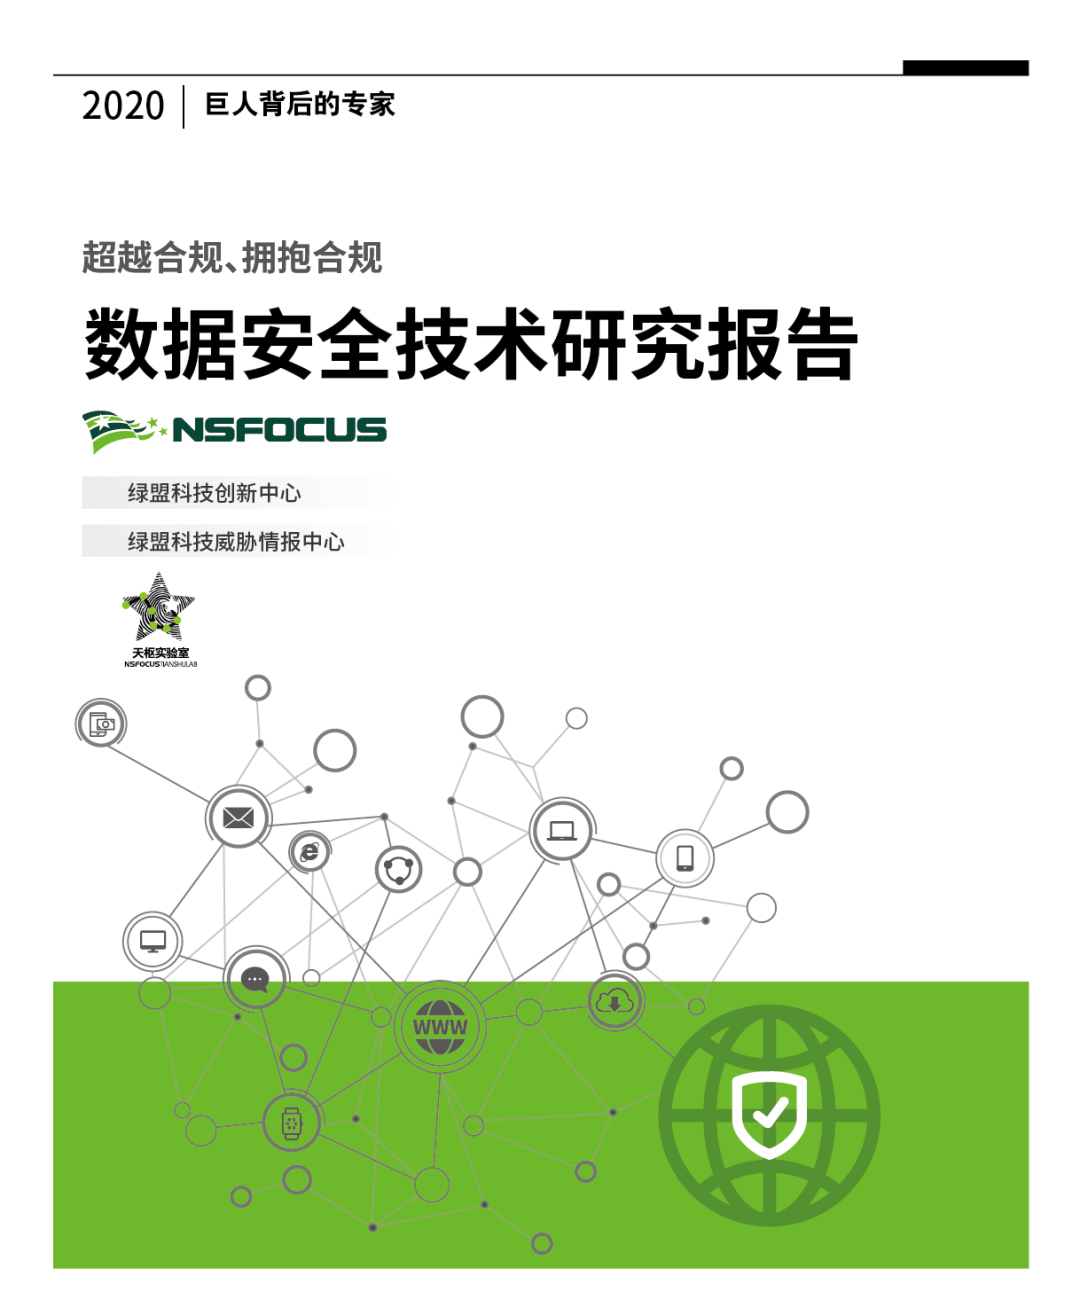 2020 | 巨人背后的专家
超越合规、拥抱合规
数据安全技术研究报告
NSFOCUS
绿盟科技创新中心
绿盟科技威胁情报中心
天枢实验室
NSFOCUSTIANSHULAB
WWW